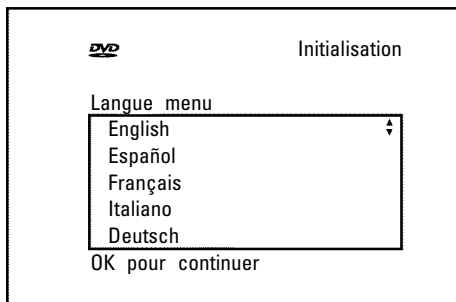 DVD Initialisation
Langue menu
English
Español
Français
Italiano
Deutsch
OK pour continuer